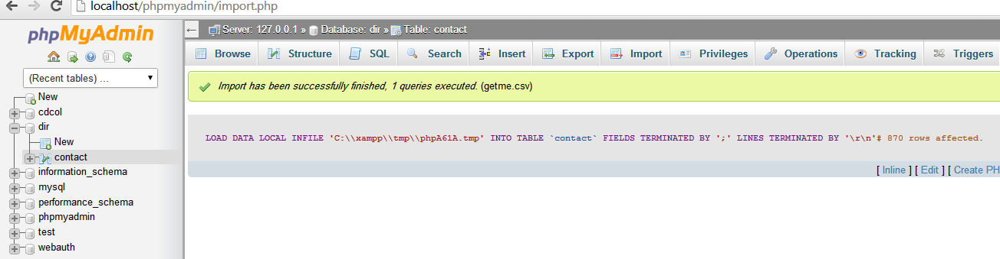 localhost/phpmyadmin/import.php
phpMyAdmin
(Recent tables) ...
New
cdcol
dir
New
contact
information_schema
mysql
performance_schema
phpmyadmin
test
webauth
Server: 127.0.0.1 » Database: dir » Table: contact
Browse Structure SQL Search Insert Export Import Privileges Operations Tracking Triggers
Import has been successfully finished, 1 queries executed. (getme.csv)
LOAD DATA LOCAL INFILE 'C:\\xampp\\tmp\\phpA61A.tmp' INTO TABLE `contact` FIELDS TERMINATED BY ';' LINES TERMINATED BY '\r\n'# 870 rows affected.
[ Inline ] [ Edit ] [ Create PH